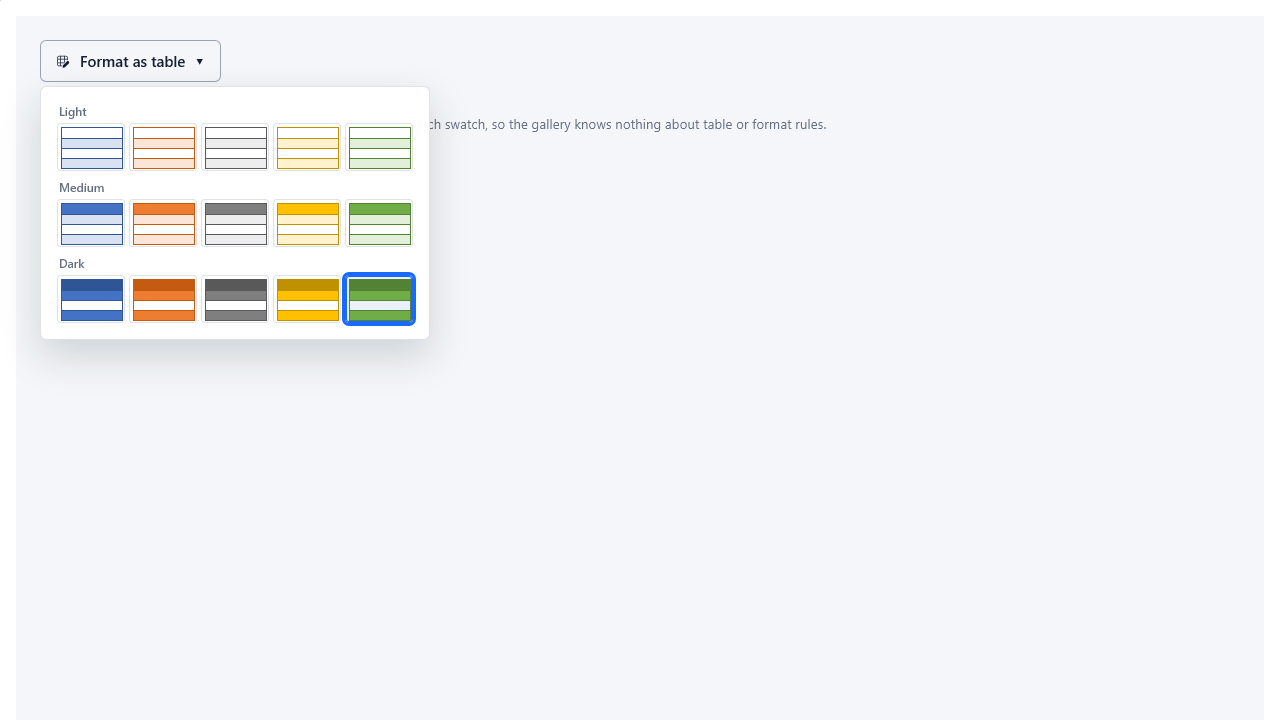 Format as table ▼
Light
ch swatch, so the gallery knows nothing about table or format rules.
Medium
Dark